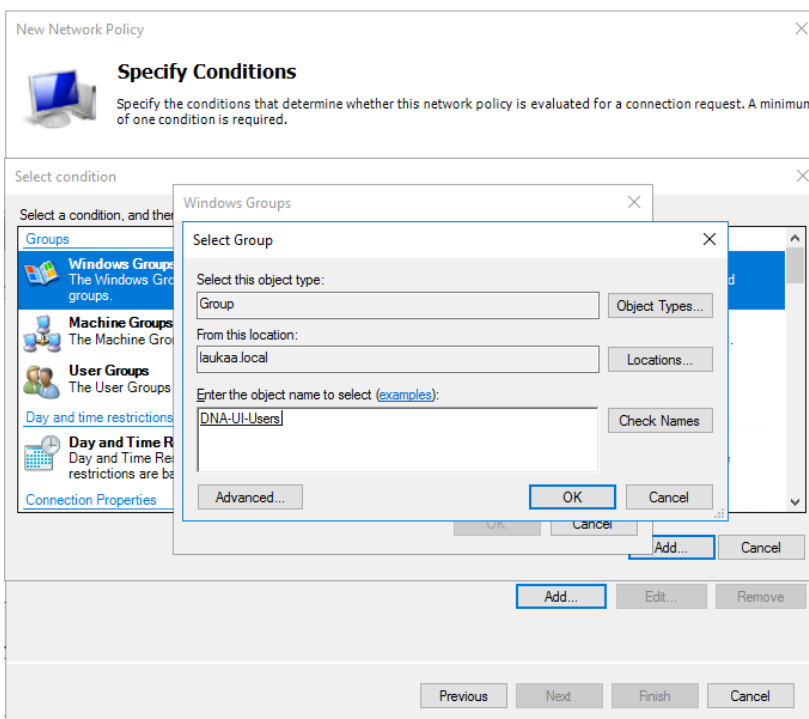 New Network Policy
Specify Conditions
Specify the conditions that determine whether this network policy is evaluated for a connection request. A minimum
of one condition is required.
Select condition
Select a condition, and then
Groups
Windows Groups
The Windows Gro
groups.
Machine Groups
The Machine Grou
User Groups
The User Groups
Day and time restrictions
Day and Time R
Day and Time Res
restrictions are ba
Connection Properties
Windows Groups
Select Group
Select this object type:
Group
Object Types...
From this location:
laukaa.local
Locations...
Enter the object name to select (examples):
DNA-UI-Users
Check Names
Advanced...
OK
Cancel
OK
Cancel
Add...
Cancel
Add...
Edit...
Remove
Previous
Next
Finish
Cancel